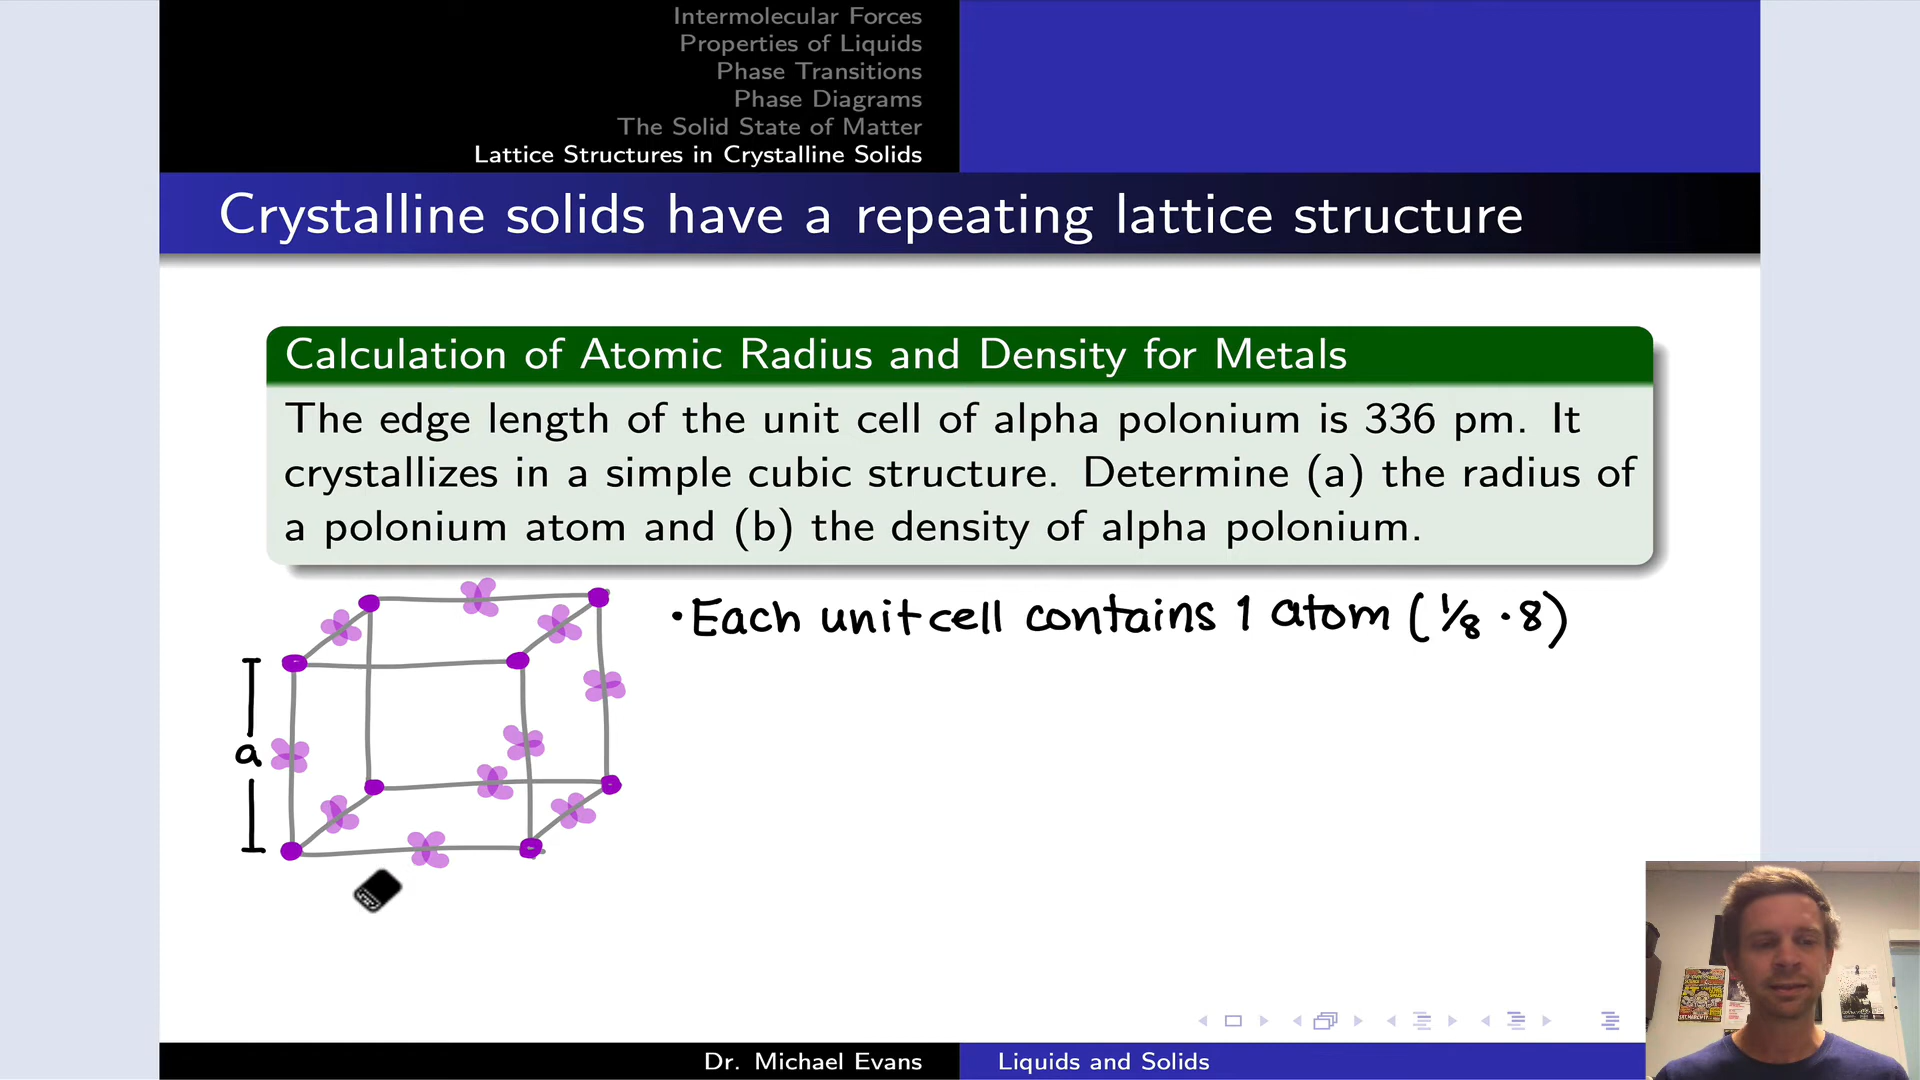 Intermolecular Forces
Properties of Liquids
Phase Transitions
Phase Diagrams
The Solid State of Matter
Lattice Structures in Crystalline Solids
Crystalline solids have a repeating lattice structure
Calculation of Atomic Radius and Density for Metals
The edge length of the unit cell of alpha polonium is 336 pm. It
crystallizes in a simple cubic structure. Determine (a) the radius of
a polonium atom and (b) the density of alpha polonium.
• Each unit cell contains 1 atom (1/8 · 8)
a
Dr. Michael Evans
Liquids and Solids